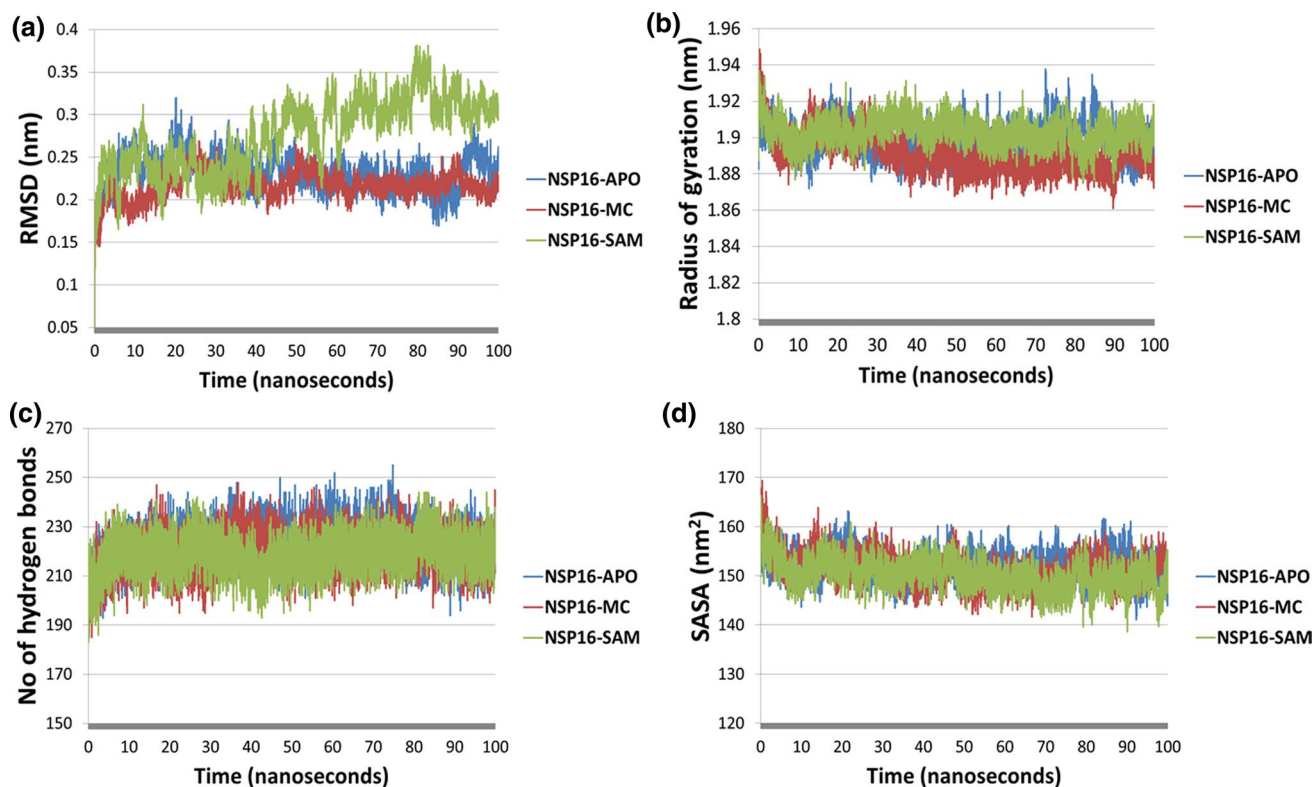 (a)
RMSD (nm)
0.4
0.35
0.3
0.25
0.2
0.15
0.1
0.05
0 10 20 30 40 50 60 70 80 90 100
Time (nanoseconds)
NSP16-APO
NSP16-MC
NSP16-SAM
(b)
Radius of gyration (nm)
1.96
1.94
1.92
1.9
1.88
1.86
1.84
1.82
1.8
0 10 20 30 40 50 60 70 80 90 100
Time (nanoseconds)
NSP16-APO
NSP16-MC
NSP16-SAM
(c)
No of hydrogen bonds
270
250
230
210
190
170
150
0 10 20 30 40 50 60 70 80 90 100
Time (nanoseconds)
NSP16-APO
NSP16-MC
NSP16-SAM
(d)
SASA (nm²)
180
170
160
150
140
130
120
0 10 20 30 40 50 60 70 80 90 100
Time (nanoseconds)
NSP16-APO
NSP16-MC
NSP16-SAM